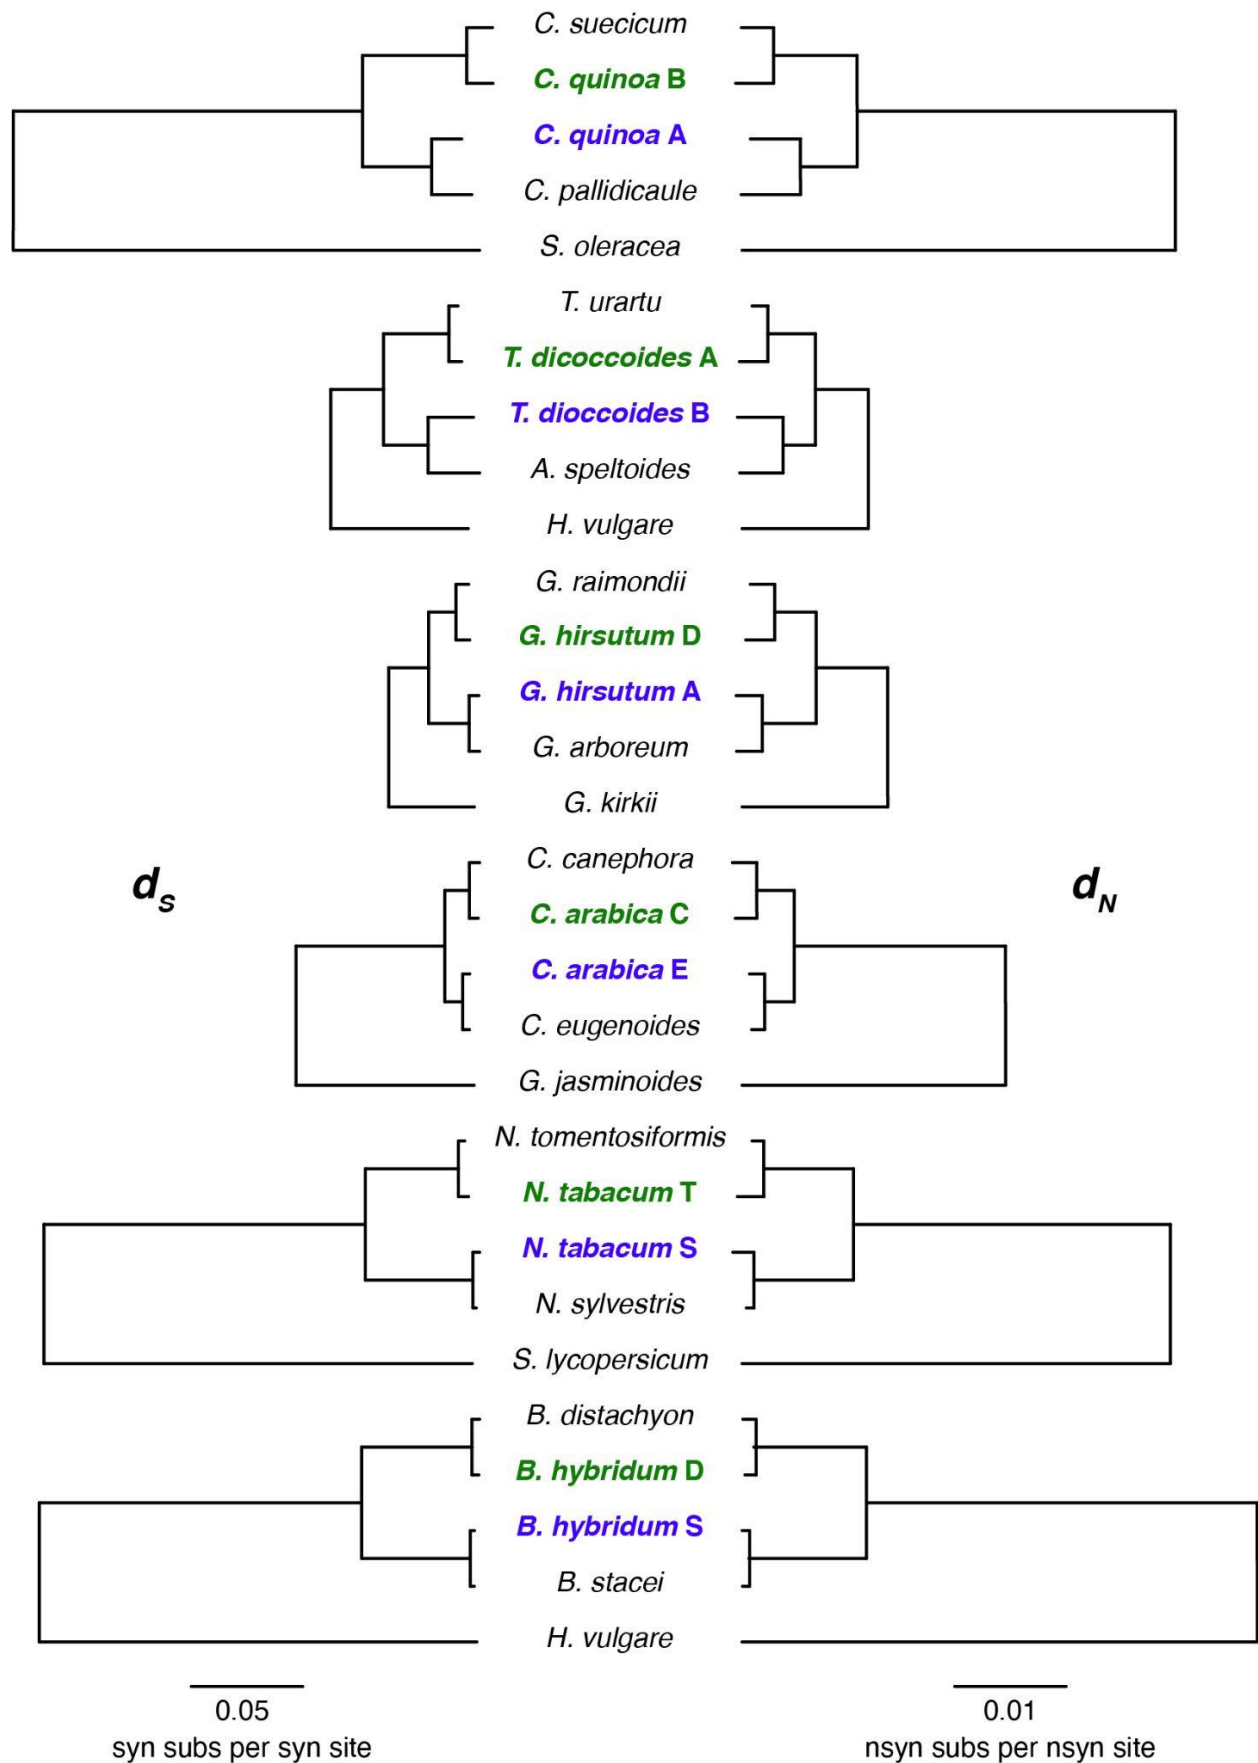 C. suecicum
C. quinoa B
C. quinoa A
C. pallidicaule
S. oleracea
T. urartu
T. dicoccoides A
T. dioccoides B
A. speltoides
H. vulgare
G. raimondii
G. hirsutum D
G. hirsutum A
G. arboreum
G. kirkii
C. canephora
dS
dN
C. arabica C
C. arabica E
C. eugenoides
G. jasminoides
N. tomentosiformis
N. tabacum T
N. tabacum S
N. sylvestris
S. lycopersicum
B. distachyon
B. hybridum D
B. hybridum S
B. stacei
H. vulgare
0.05
syn subs per syn site
0.01
nsyn subs per nsyn site